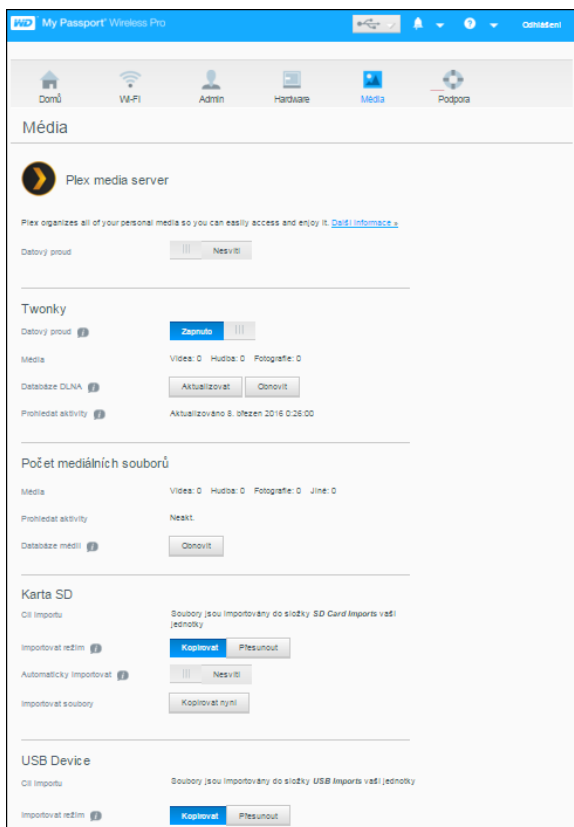 WD My Passport® Wireless Pro
Odhlášení
Domů Wi-Fi Admin Hardware Média Podpora
Média
Plex media server
Plex organizes all of your personal media so you can easily access and enjoy it. Další informace »
Datový proud Nesvítí
Twonky
Datový proud Zapnuto
Média Videa: 0 Hudba: 0 Fotografie: 0
Databáze DLNA Aktualizovat Obnovit
Prohledat aktivity Aktualizováno 8. březen 2016 0:26:00
Počet mediálních souborů
Média Videa: 0 Hudba: 0 Fotografie: 0 Jiné: 0
Prohledat aktivity Neakt.
Databáze médií Obnovit
Karta SD
Cíl importu Soubory jsou importovány do složky SD Card Imports vaší
jednotky
Importovat režim Kopírovat Přesunout
Automaticky importovat Nesvítí
Importovat soubory Kopírovat nyní
USB Device
Cíl importu Soubory jsou importovány do složky USB Imports vaší jednotky
Importovat režim Kopírovat Přesunout